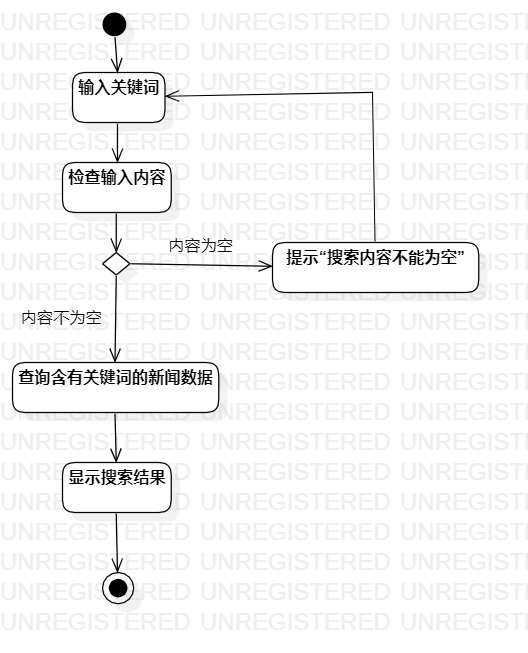 输入关键词
检查输入内容
内容为空
提示“搜索内容不能为空”
内容不为空
查询含有关键词的新闻数据
显示搜索结果
UNREGISTERED